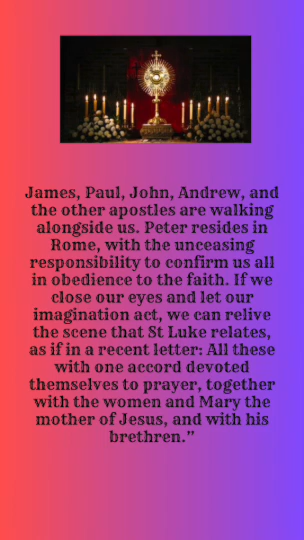 James, Paul, John, Andrew, and
the other apostles are walking
alongside us. Peter resides in
Rome, with the unceasing
responsibility to confirm us all
in obedience to the faith. If we
close our eyes and let our
imagination act, we can relive
the scene that St Luke relates,
as if in a recent letter: All these
with one accord devoted
themselves to prayer, together
with the women and Mary the
mother of Jesus, and with his
brethren.”